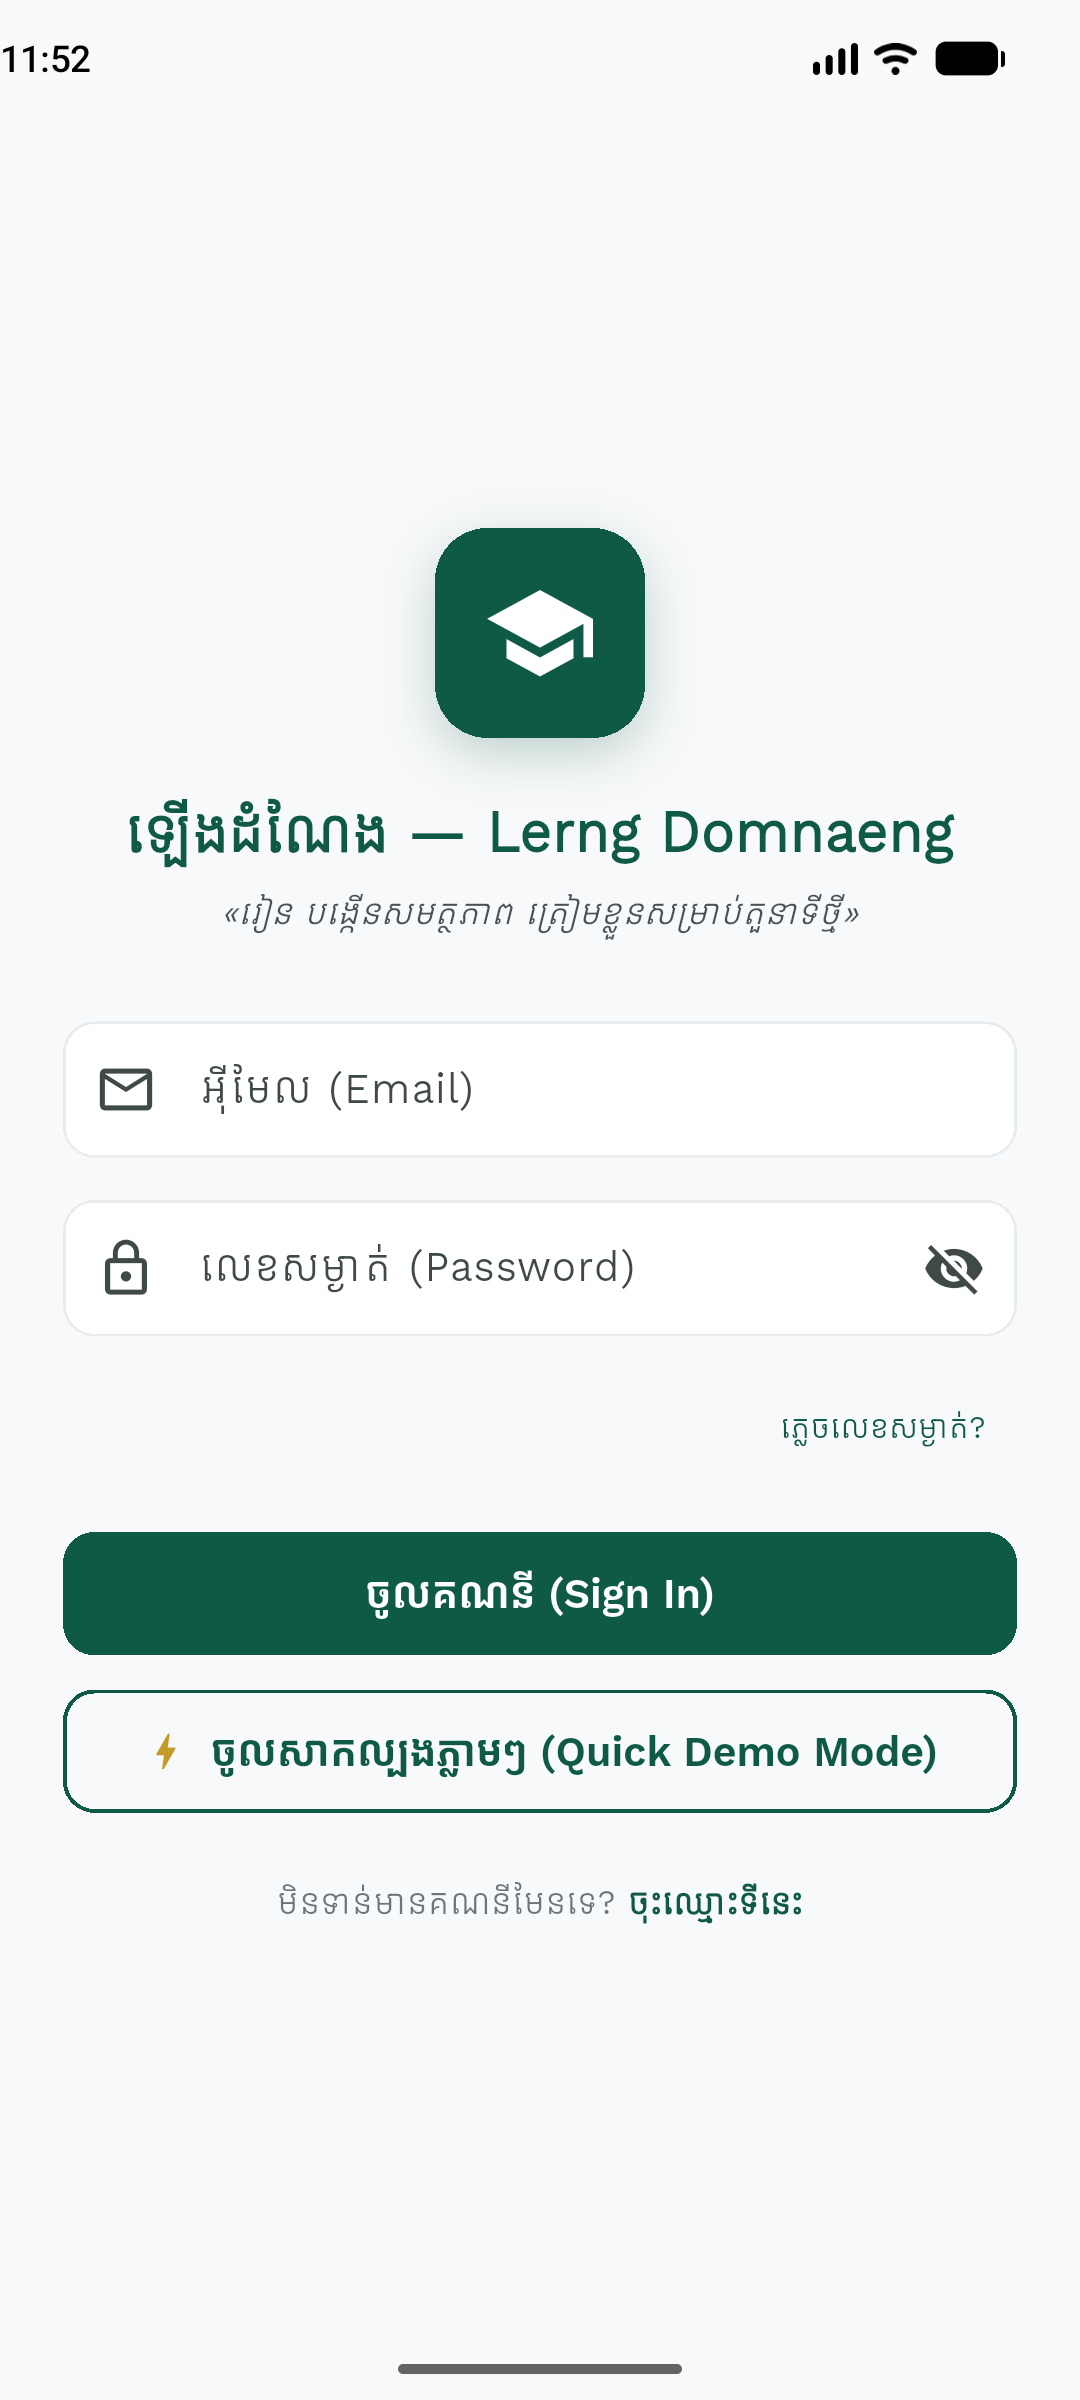 11:52
ឡើងដំណែង — Lerng Domnaeng
«រៀន បង្កើនសមត្ថភាព ត្រៀមខ្លួនសម្រាប់តួនាទីថ្មី»
អ៊ីមែល (Email)
លេខសម្ងាត់ (Password)
ភ្លេចលេខសម្ងាត់?
ចូលគណនី (Sign In)
ចូលសាកល្បងភ្លាមៗ (Quick Demo Mode)
មិនទាន់មានគណនីមែនទេ? ចុះឈ្មោះទីនេះ